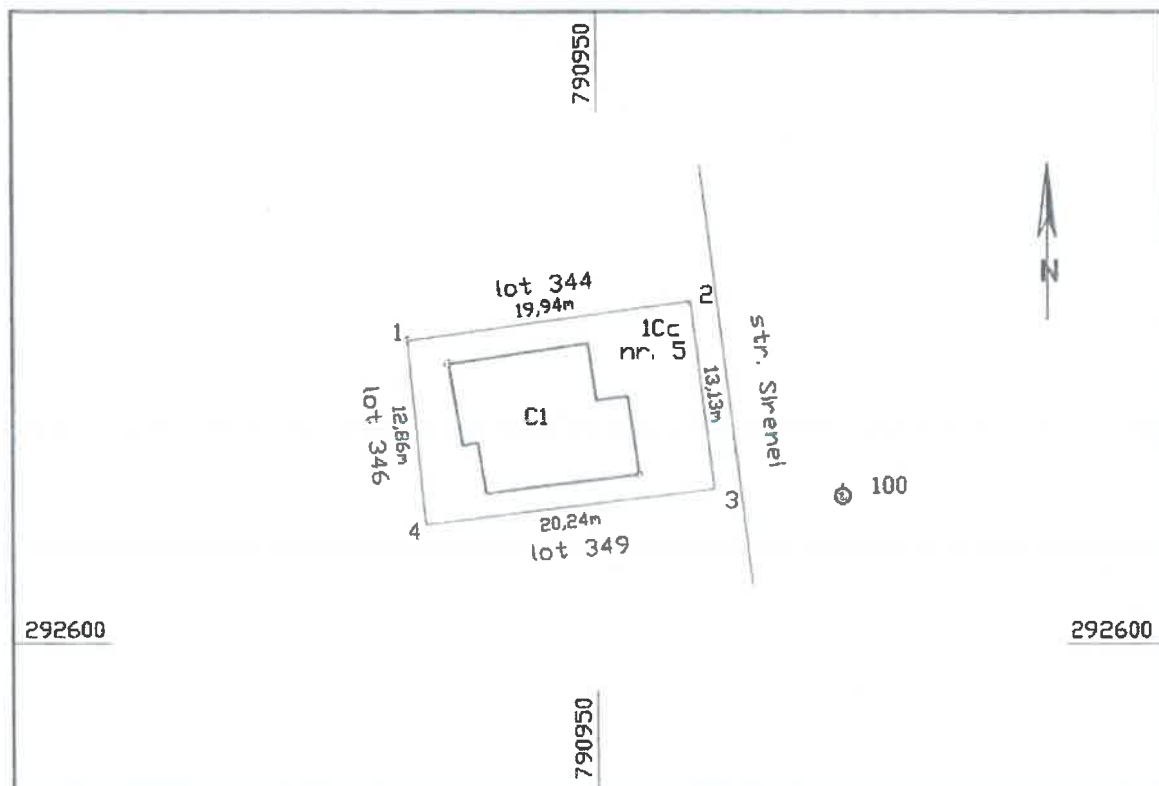 790950
N
lot 344
19,94m
1
2
1Cc
nr. 5
str. Sirenei
13,13m
lot 346
12,86m
C1
3
100
4
20,24m
lot 349
292600
292600
790950